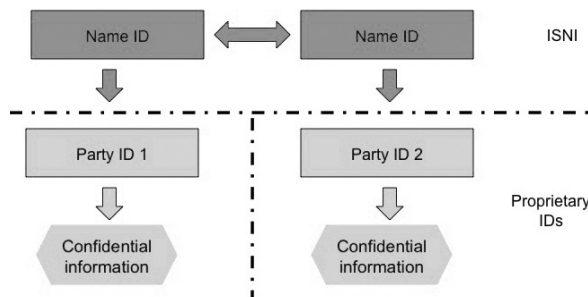 Name ID
Name ID
ISNI
Party ID 1
Party ID 2
Proprietary
IDs
Confidential
information
Confidential
information